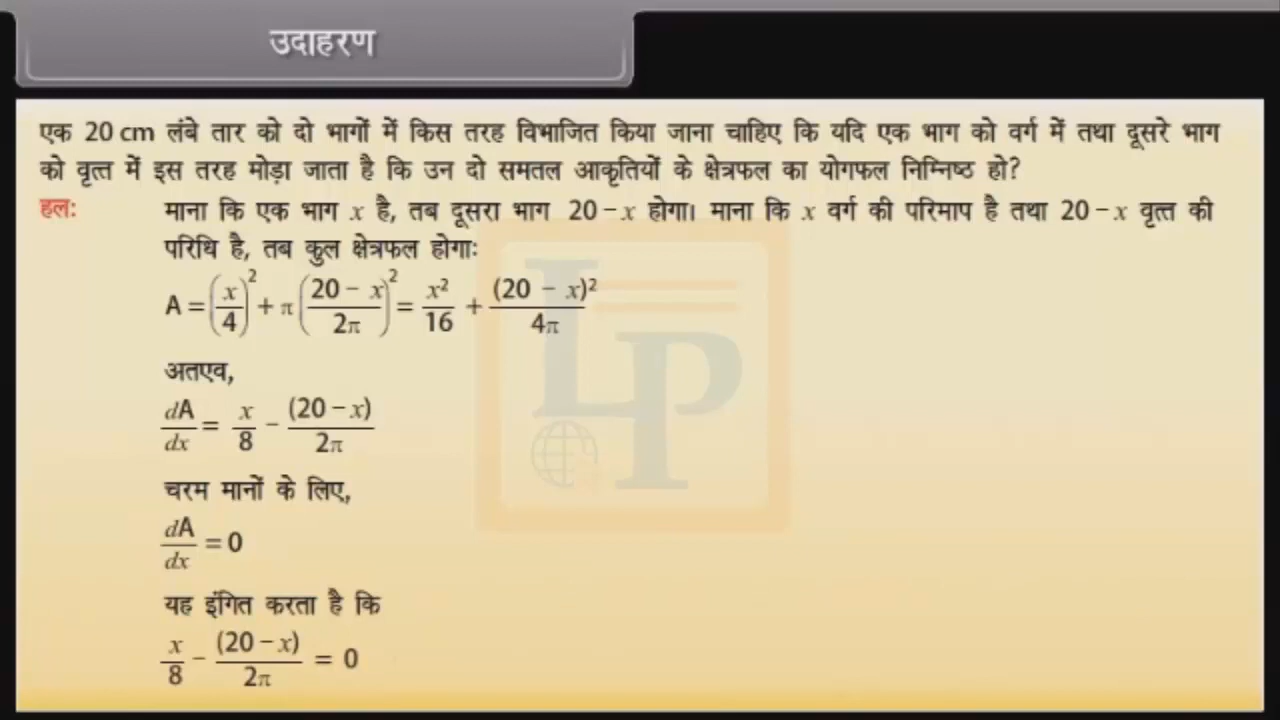 उदाहरण
एक 20 cm लंबे तार को दो भागों में किस तरह विभाजित किया जाना चाहिए कि यदि एक भाग को वर्ग में तथा दूसरे भाग
को वृत्त में इस तरह मोड़ा जाता है कि उन दो समतल आकृतियों के क्षेत्रफल का योगफल निम्निष्ठ हो?
हल: माना कि एक भाग x है, तब दूसरा भाग 20 – x होगा। माना कि x वर्ग की परिमाप है तथा 20 – x वृत्त की
परिधि है, तब कुल क्षेत्रफल होगाः
A = (x/4)² + π((20 – x)/2π)² = x²/16 + (20 – x)²/4π
अतएव,
dA/dx = x/8 – (20 – x)/2π
चरम मानों के लिए,
dA/dx = 0
यह इंगित करता है कि
x/8 – (20 – x)/2π = 0
LP